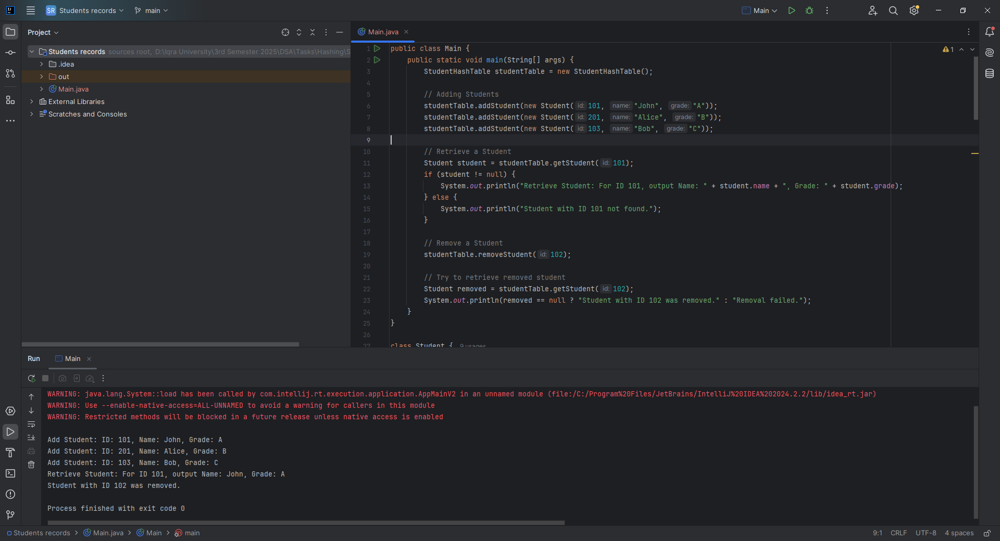 SR Students records main Main
Project
Students records sources root, D:\Iqra University\3rd Semester 2025\DSA\Tasks\Hashing\S
.idea
out
Main.java
External Libraries
Scratches and Consoles
Main.java
1 public class Main {
2 public static void main(String[] args) {
3 StudentHashTable studentTable = new StudentHashTable();
4
5 // Adding Students
6 studentTable.addStudent(new Student( id: 101, name: "John", grade: "A"));
7 studentTable.addStudent(new Student( id: 201, name: "Alice", grade: "B"));
8 studentTable.addStudent(new Student( id: 103, name: "Bob", grade: "C"));
9
10 // Retrieve a Student
11 Student student = studentTable.getStudent( id: 101);
12 if (student != null) {
13 System.out.println("Retrieve Student: For ID 101, output Name: " + student.name + ", Grade: " + student.grade);
14 } else {
15 System.out.println("Student with ID 101 not found.");
16 }
17
18 // Remove a Student
19 studentTable.removeStudent( id: 102);
20
21 // Try to retrieve removed student
22 Student removed = studentTable.getStudent( id: 102);
23 System.out.println(removed == null ? "Student with ID 102 was removed." : "Removal failed.");
24 }
25 }
26
27 class Student { 9 usages
1
Run Main
WARNING: java.lang.System::load has been called by com.intellij.rt.execution.application.AppMainV2 in an unnamed module (file:/C:/Program%20Files/JetBrains/IntelliJ%20IDEA%202024.2.2/lib/idea_rt.jar)
WARNING: Use --enable-native-access=ALL-UNNAMED to avoid a warning for callers in this module
WARNING: Restricted methods will be blocked in a future release unless native access is enabled
Add Student: ID: 101, Name: John, Grade: A
Add Student: ID: 201, Name: Alice, Grade: B
Add Student: ID: 103, Name: Bob, Grade: C
Retrieve Student: For ID 101, output Name: John, Grade: A
Student with ID 102 was removed.
Process finished with exit code 0
Students records > Main.java > Main > main 9:1 CRLF UTF-8 4 spaces